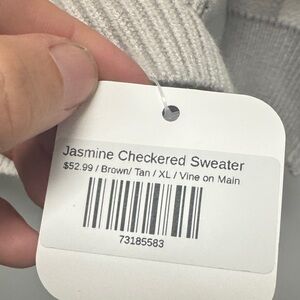 Jasmine Checkered Sweater
$52.99 / Brown/ Tan / XL / Vine on Main
73185583